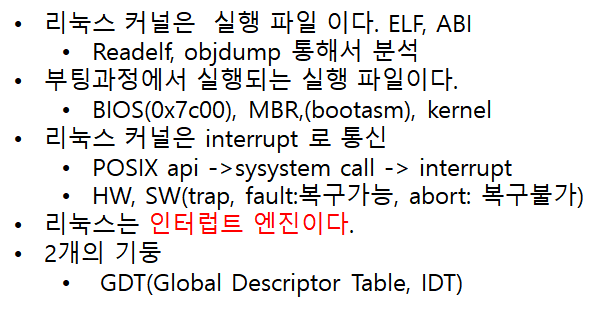 • 리눅스 커널은 실행 파일 이다. ELF, ABI
• Readelf, objdump 통해서 분석
• 부팅과정에서 실행되는 실행 파일이다.
• BIOS(0x7c00), MBR,(bootasm), kernel
• 리눅스 커널은 interrupt 로 통신
• POSIX api ->sysystem call -> interrupt
• HW, SW(trap, fault:복구가능, abort: 복구불가)
• 리눅스는 인터럽트 엔진이다.
• 2개의 기둥
• GDT(Global Descriptor Table, IDT)